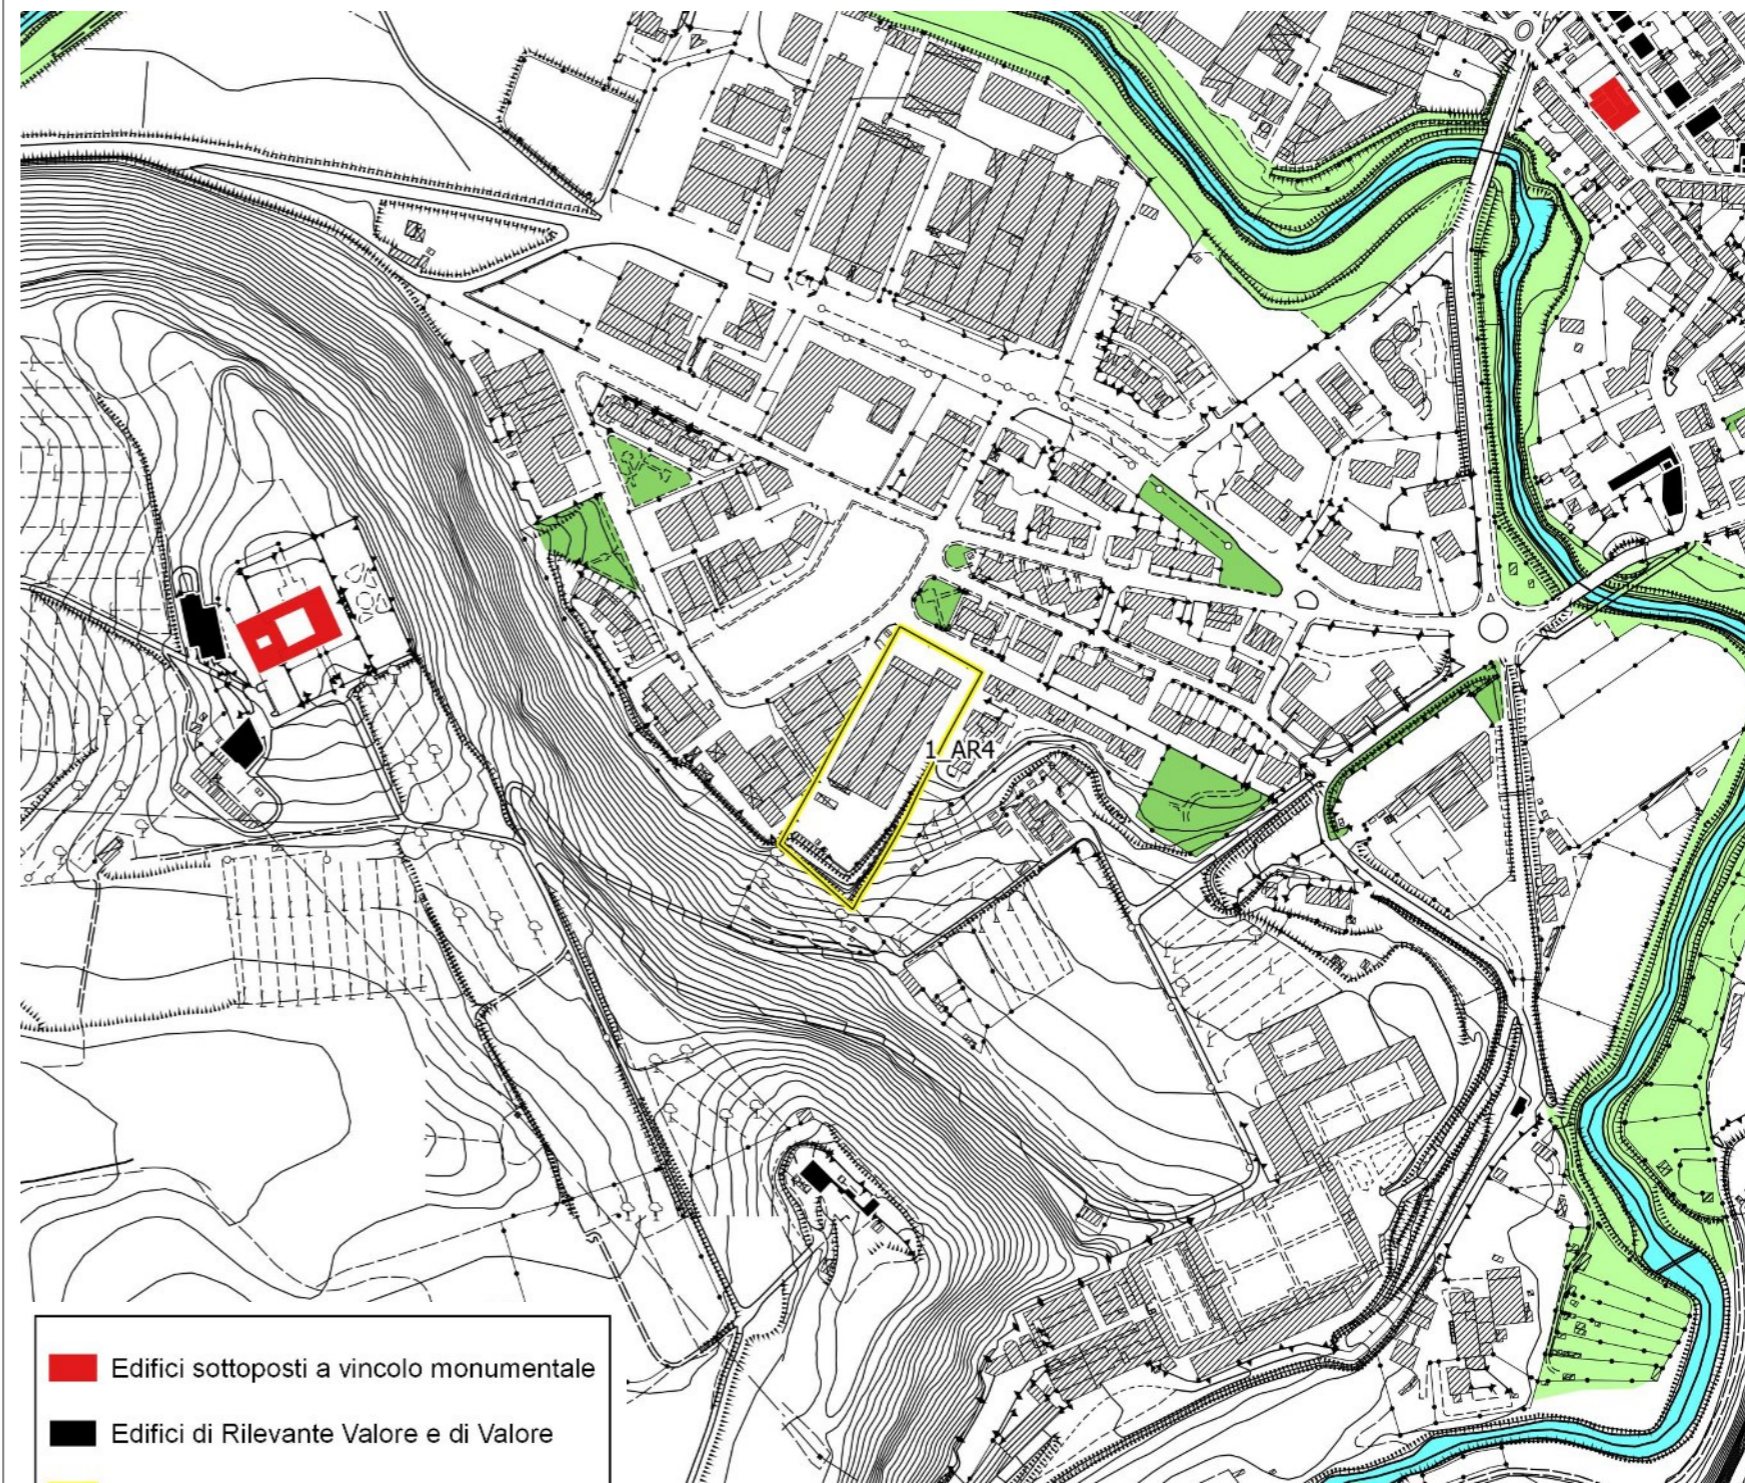 1_AR4
Edifici sottoposti a vincolo monumentale
Edifici di Rilevante Valore e di Valore